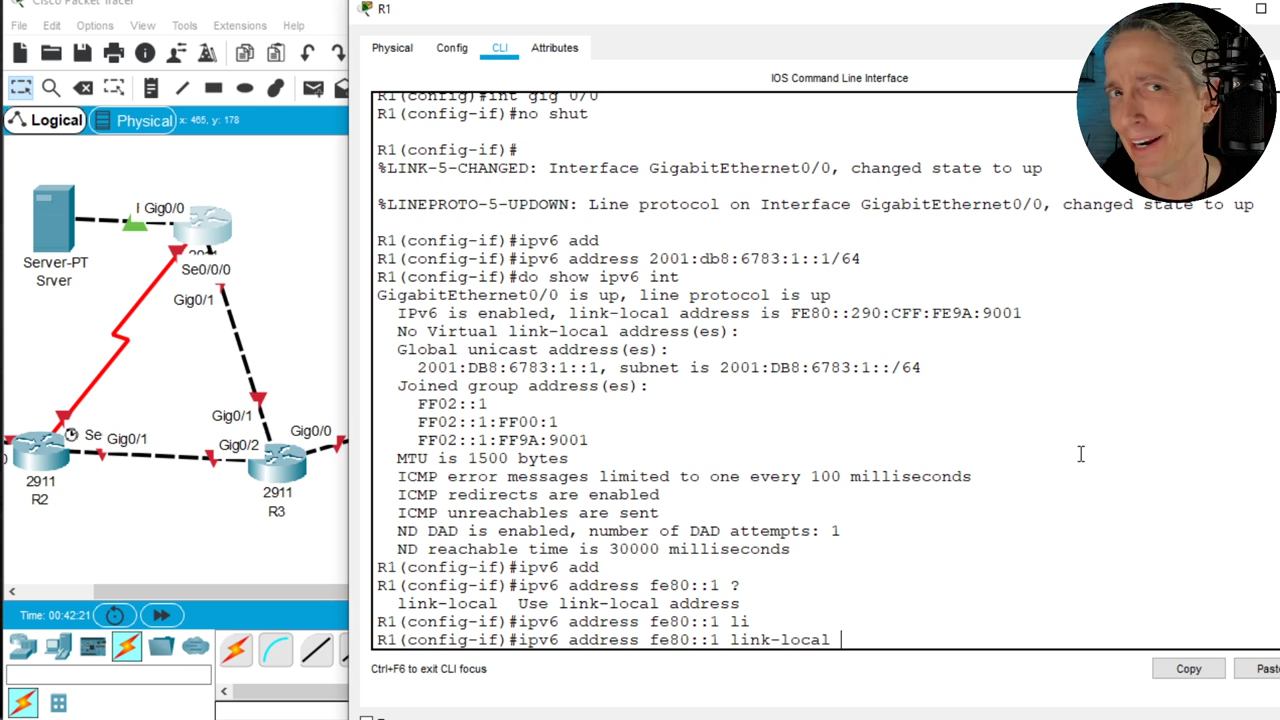 Cisco Packet Tracer
File Edit Options View Tools Extensions Help
Logical Physical x: 465, y: 178
I Gig0/0
Server-PT
Srver
Se0/0/0
Gig0/1
Gig0/1
Gig0/0
Se Gig0/1
Gig0/2
2911
R2
2911
R3
Time: 00:42:21
R1
Physical Config CLI Attributes
IOS Command Line Interface
R1(config)#int gig 0/0
R1(config-if)#no shut
R1(config-if)#
%LINK-5-CHANGED: Interface GigabitEthernet0/0, changed state to up
%LINEPROTO-5-UPDOWN: Line protocol on Interface GigabitEthernet0/0, changed state to up
R1(config-if)#ipv6 add
R1(config-if)#ipv6 address 2001:db8:6783:1::1/64
R1(config-if)#do show ipv6 int
GigabitEthernet0/0 is up, line protocol is up
IPv6 is enabled, link-local address is FE80::290:CFF:FE9A:9001
No Virtual link-local address(es):
Global unicast address(es):
2001:DB8:6783:1::1, subnet is 2001:DB8:6783:1::/64
Joined group address(es):
FF02::1
FF02::1:FF00:1
FF02::1:FF9A:9001
MTU is 1500 bytes
ICMP error messages limited to one every 100 milliseconds
ICMP redirects are enabled
ICMP unreachables are sent
ND DAD is enabled, number of DAD attempts: 1
ND reachable time is 30000 milliseconds
R1(config-if)#ipv6 add
R1(config-if)#ipv6 address fe80::1 ?
link-local Use link-local address
R1(config-if)#ipv6 address fe80::1 li
R1(config-if)#ipv6 address fe80::1 link-local
Ctrl+F6 to exit CLI focus
Copy